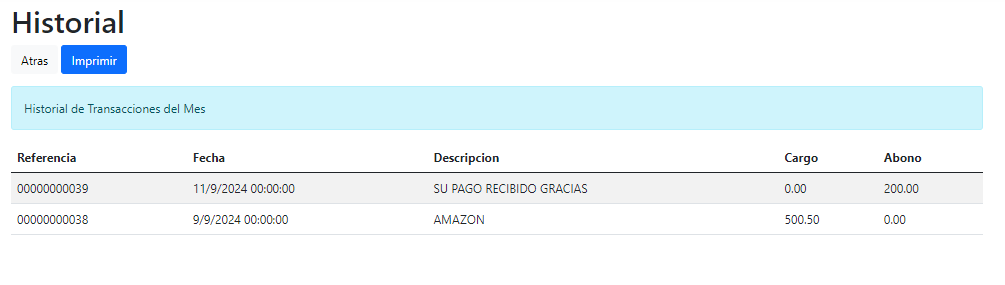 Historial
Atras Imprimir
Historial de Transacciones del Mes
Referencia Fecha Descripcion Cargo Abono
00000000039 11/9/2024 00:00:00 SU PAGO RECIBIDO GRACIAS 0.00 200.00
00000000038 9/9/2024 00:00:00 AMAZON 500.50 0.00